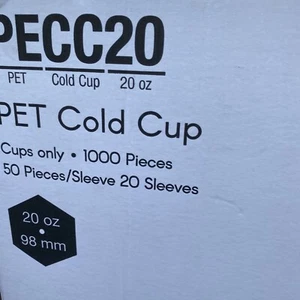 PECC20
PET Cold Cup 20 oz
PET Cold Cup
Cups only • 1000 Pieces
50 Pieces/Sleeve 20 Sleeves
20 oz
•
98 mm